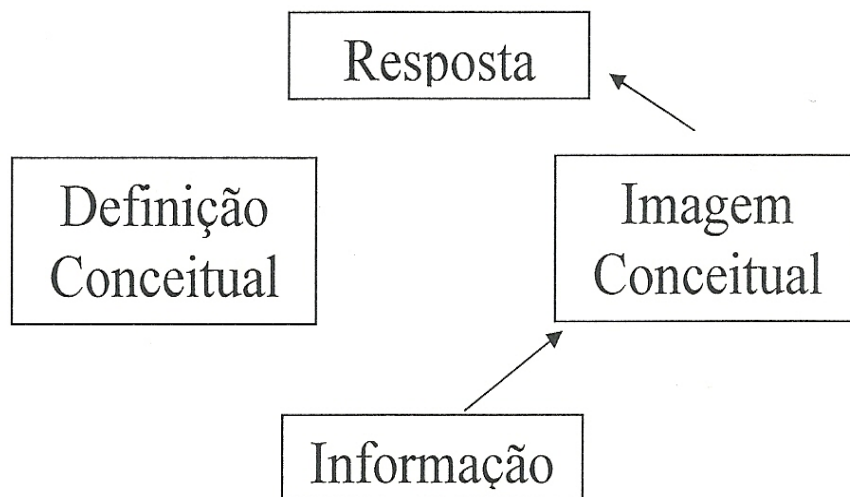 Resposta
Definição
Conceitual
Imagem
Conceitual
Informação